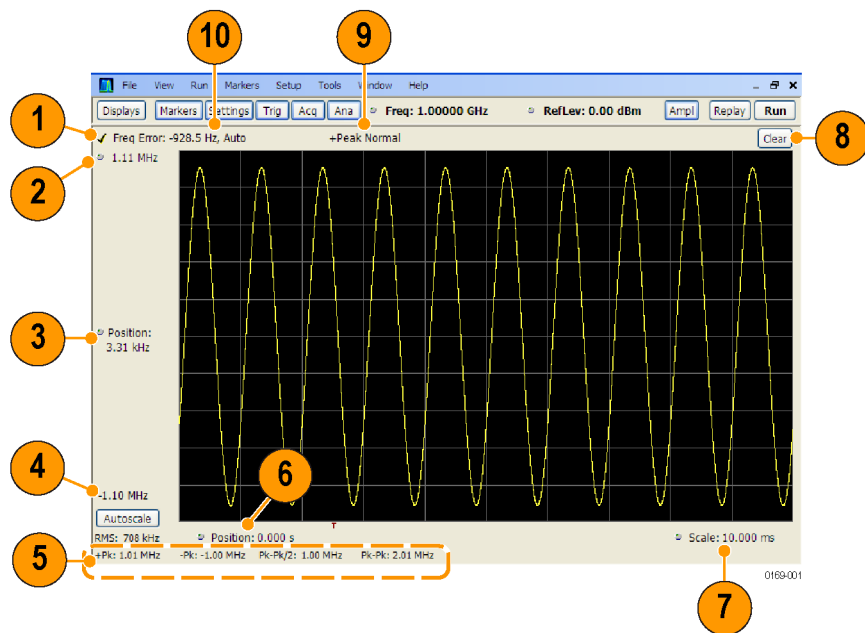 10
9
File View Run Markers Setup Tools Window Help
Displays Markers Settings Trig Acq Ana Freq: 1.00000 GHz RefLev: 0.00 dBm Ampl Replay Run
1
✓ Freq Error: -928.5 Hz, Auto +Peak Normal Clear
8
2
1.11 MHz
3
Position:
3.31 kHz
4
-1.10 MHz
6
Autoscale
T
RMS: 708 kHz Position: 0.000 s Scale: 10.000 ms
5
+Pk: 1.01 MHz -Pk: -1.00 MHz Pk-Pk/2: 1.00 MHz Pk-Pk: 2.01 MHz
7
0169-001